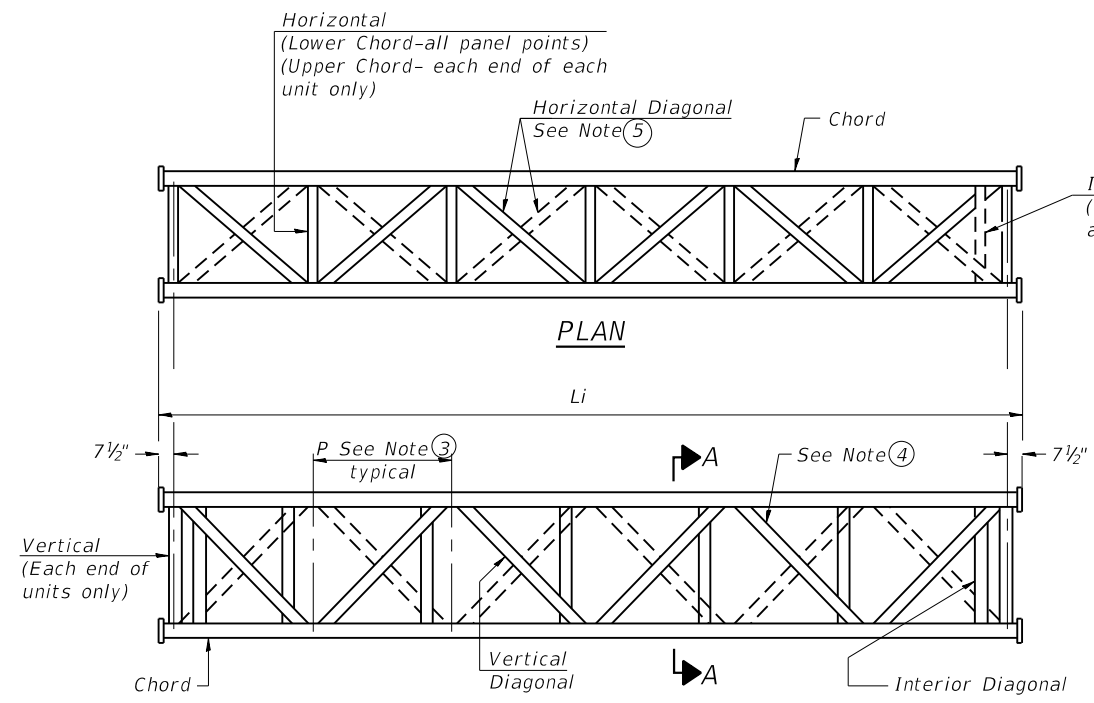 Horizontal
(Lower Chord-all panel points)
(Upper Chord- each end of each
unit only)
Horizontal Diagonal
See Note 5
Chord
PLAN
Li
7½"
P See Note 3
typical
A
See Note 4
7½"
Vertical
(Each end of
units only)
Vertical
Diagonal
A
Chord
Interior Diagonal